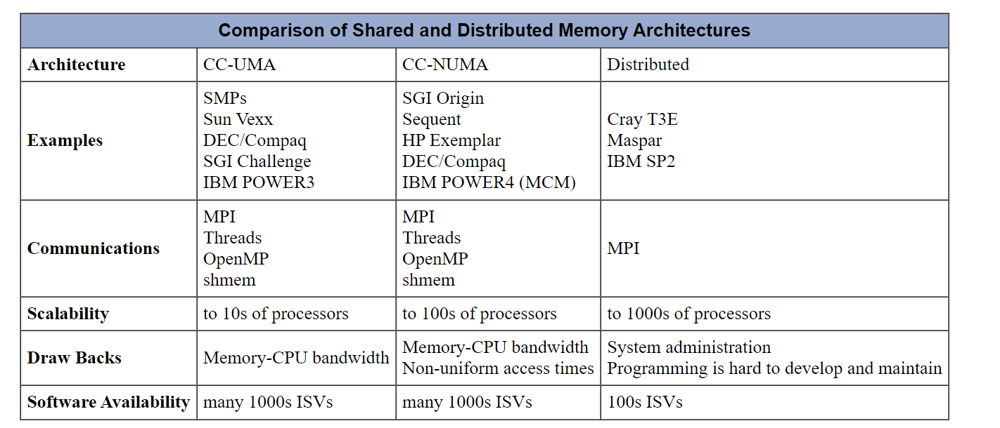 Comparison of Shared and Distributed Memory Architectures
Architecture
CC-UMA
CC-NUMA
Distributed
Examples
SMPs
Sun Vexx
DEC/Compaq
SGI Challenge
IBM POWER3
SGI Origin
Sequent
HP Exemplar
DEC/Compaq
IBM POWER4 (MCM)
Cray T3E
Maspar
IBM SP2
Communications
MPI
Threads
OpenMP
shmem
MPI
Threads
OpenMP
shmem
MPI
Scalability
to 10s of processors
to 100s of processors
to 1000s of processors
Draw Backs
Memory-CPU bandwidth
Memory-CPU bandwidth
Non-uniform access times
System administration
Programming is hard to develop and maintain
Software Availability
many 1000s ISVs
many 1000s ISVs
100s ISVs